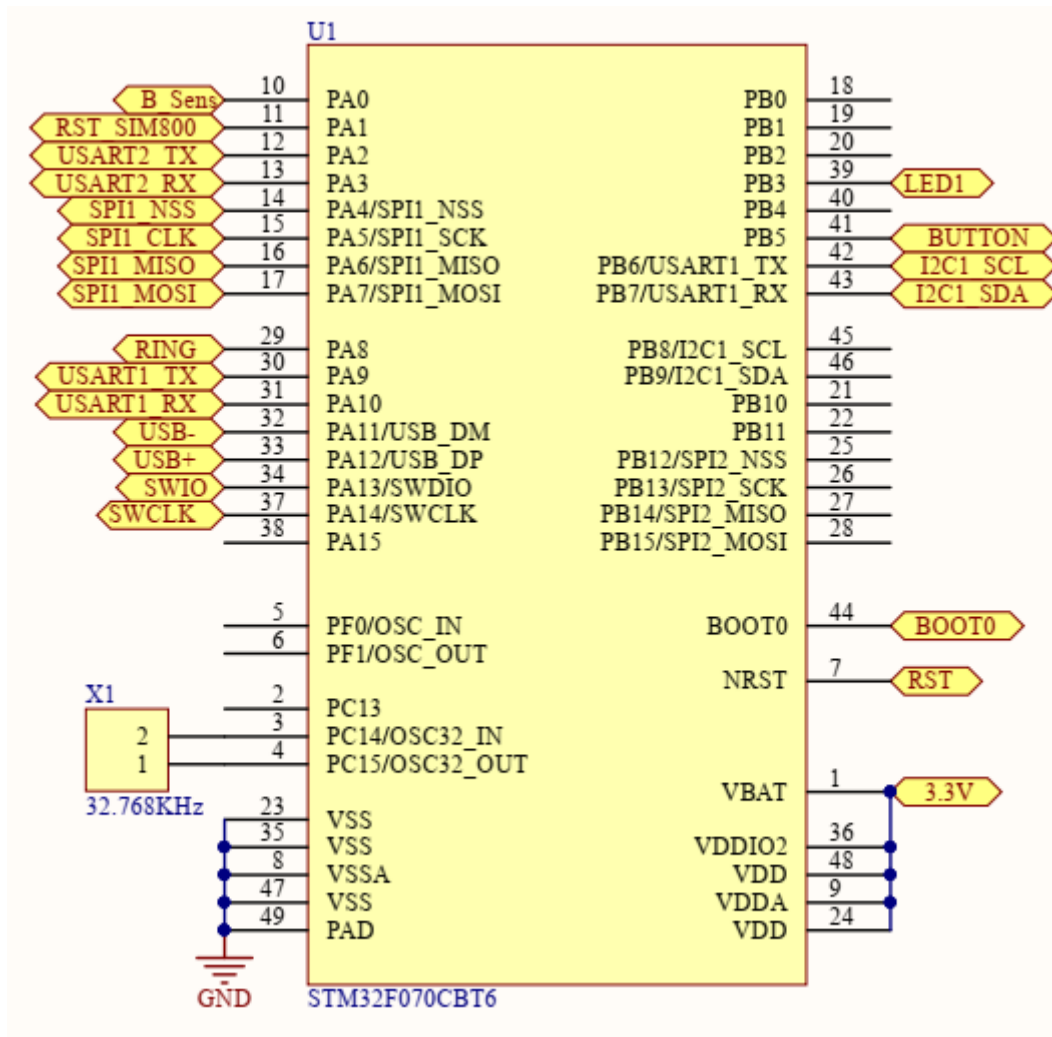 U1
B_Sens 10 PA0 PB0 18
RST_SIM800 11 PA1 PB1 19
USART2_TX 12 PA2 PB2 20
USART2_RX 13 PA3 PB3 39 LED1
SPI1_NSS 14 PA4/SPI1_NSS PB4 40
SPI1_CLK 15 PA5/SPI1_SCK PB5 41 BUTTON
SPI1_MISO 16 PA6/SPI1_MISO PB6/USART1_TX 42 I2C1_SCL
SPI1_MOSI 17 PA7/SPI1_MOSI PB7/USART1_RX 43 I2C1_SDA
RING 29 PA8 PB8/I2C1_SCL 45
USART1_TX 30 PA9 PB9/I2C1_SDA 46
USART1_RX 31 PA10 PB10 21
USB- 32 PA11/USB_DM PB11 22
USB+ 33 PA12/USB_DP PB12/SPI2_NSS 25
SWIO 34 PA13/SWDIO PB13/SPI2_SCK 26
SWCLK 37 PA14/SWCLK PB14/SPI2_MISO 27
38 PA15 PB15/SPI2_MOSI 28
5 PF0/OSC_IN BOOT0 44 BOOT0
6 PF1/OSC_OUT
NRST 7 RST
X1
2 PC13
2 3 PC14/OSC32_IN
1 4 PC15/OSC32_OUT
32.768KHz
VBAT 1 3.3V
23 VSS
35 VSS VDDIO2 36
8 VSSA VDD 48
47 VSS VDDA 9
49 PAD VDD 24
GND
STM32F070CBT6